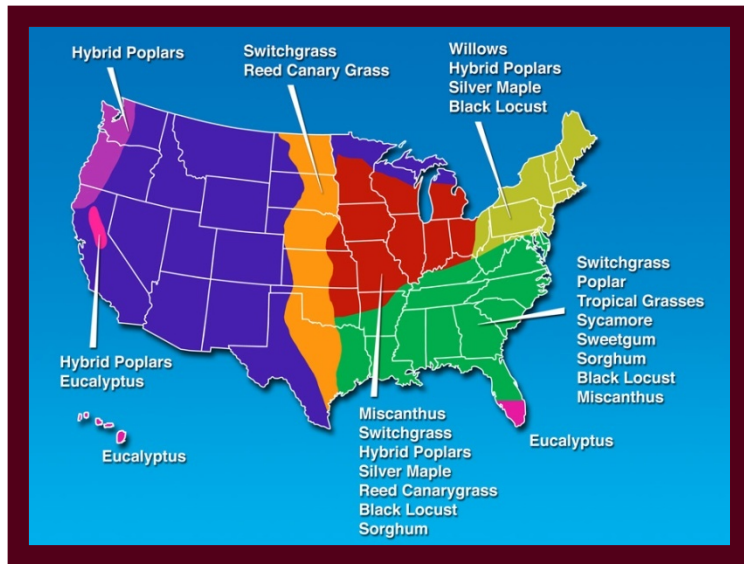 Hybrid Poplars
Switchgrass
Reed Canary Grass
Willows
Hybrid Poplars
Silver Maple
Black Locust
Switchgrass
Poplar
Tropical Grasses
Sycamore
Sweetgum
Sorghum
Black Locust
Miscanthus
Hybrid Poplars
Eucalyptus
Eucalyptus
Miscanthus
Switchgrass
Hybrid Poplars
Silver Maple
Reed Canarygrass
Black Locust
Sorghum
Eucalyptus